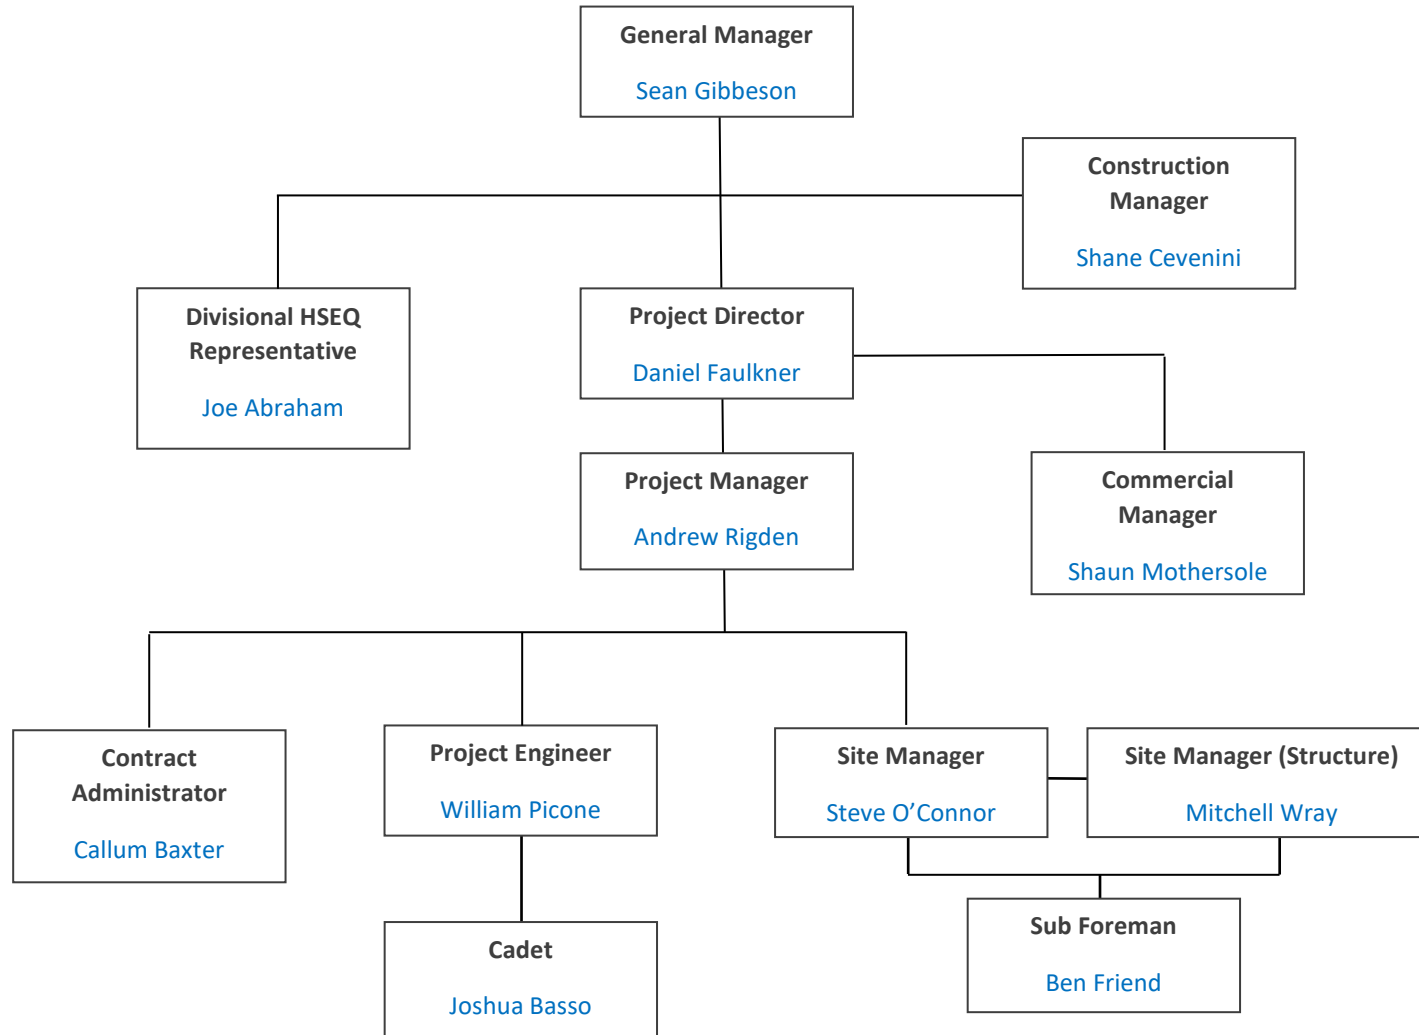 General Manager
Sean Gibbeson
Construction
Manager
Shane Cevenini
Divisional HSEQ
Representative
Joe Abraham
Project Director
Daniel Faulkner
Project Manager
Andrew Rigden
Commercial
Manager
Shaun Mothersole
Contract
Administrator
Callum Baxter
Project Engineer
William Picone
Site Manager
Steve O’Connor
Site Manager (Structure)
Mitchell Wray
Cadet
Joshua Basso
Sub Foreman
Ben Friend